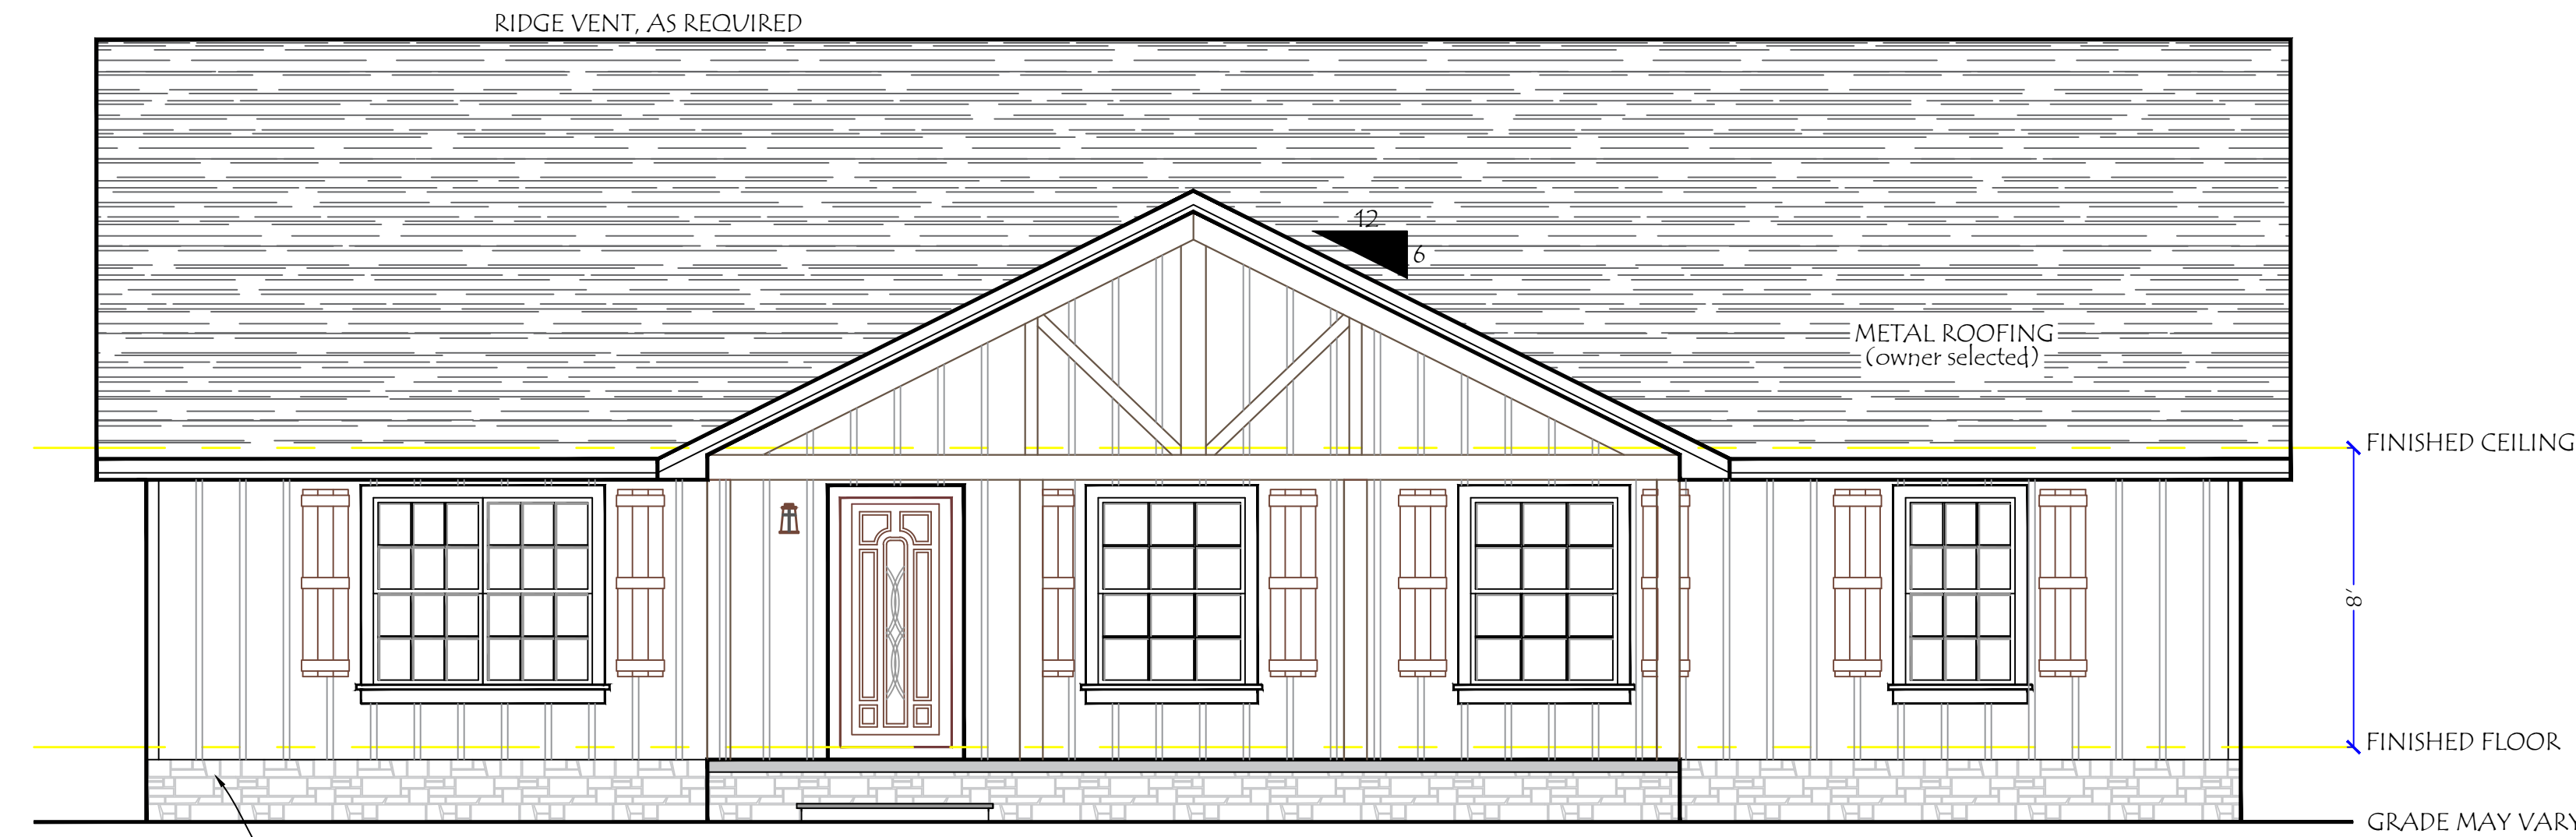 RIDGE VENT, AS REQUIRED
12
6
METAL ROOFING
(owner selected)
FINISHED CEILING
8'
FINISHED FLOOR
GRADE MAY VARY